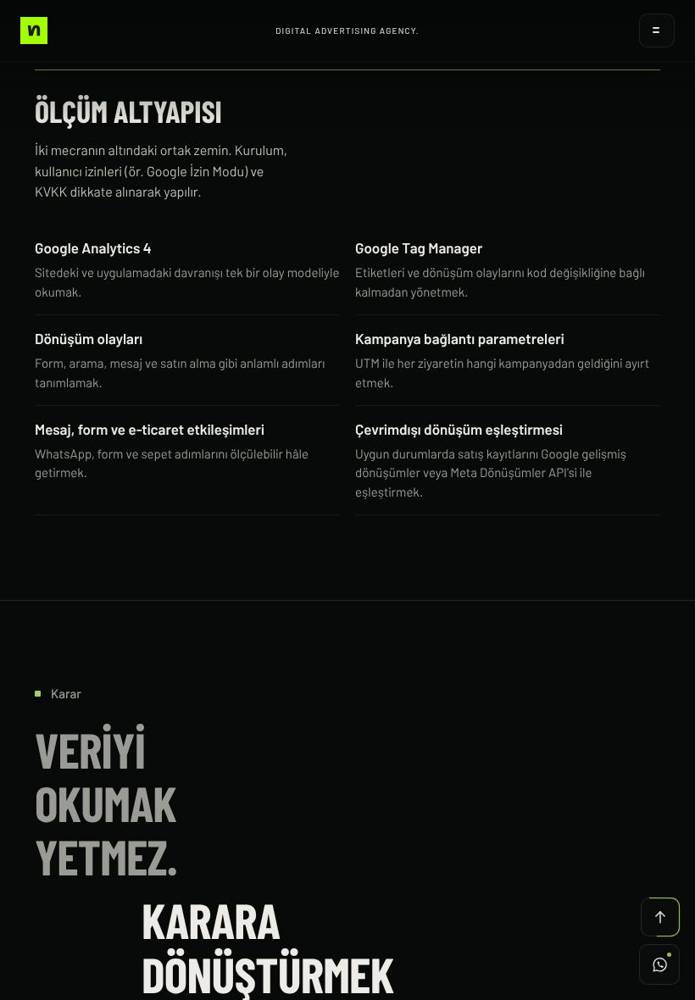 n
DIGITAL ADVERTISING AGENCY.
ÖLÇÜM ALTYAPISI
İki mecranın altındaki ortak zemin. Kurulum,
kullanıcı izinleri (ör. Google İzin Modu) ve
KVKK dikkate alınarak yapılır.
Google Analytics 4
Sitedeki ve uygulamadaki davranışı tek bir olay modeliyle
okumak.
Google Tag Manager
Etiketleri ve dönüşüm olaylarını kod değişikliğine bağlı
kalmadan yönetmek.
Dönüşüm olayları
Form, arama, mesaj ve satın alma gibi anlamlı adımları
tanımlamak.
Kampanya bağlantı parametreleri
UTM ile her ziyaretin hangi kampanyadan geldiğini ayırt
etmek.
Mesaj, form ve e-ticaret etkileşimleri
WhatsApp, form ve sepet adımlarını ölçülebilir hâle
getirmek.
Çevrimdışı dönüşüm eşleştirmesi
Uygun durumlarda satış kayıtlarını Google gelişmiş
dönüşümler veya Meta Dönüşümler API'si ile
eşleştirmek.
Karar
VERİYİ
OKUMAK
YETMEZ.
KARARA
DÖNÜŞTÜRMEK